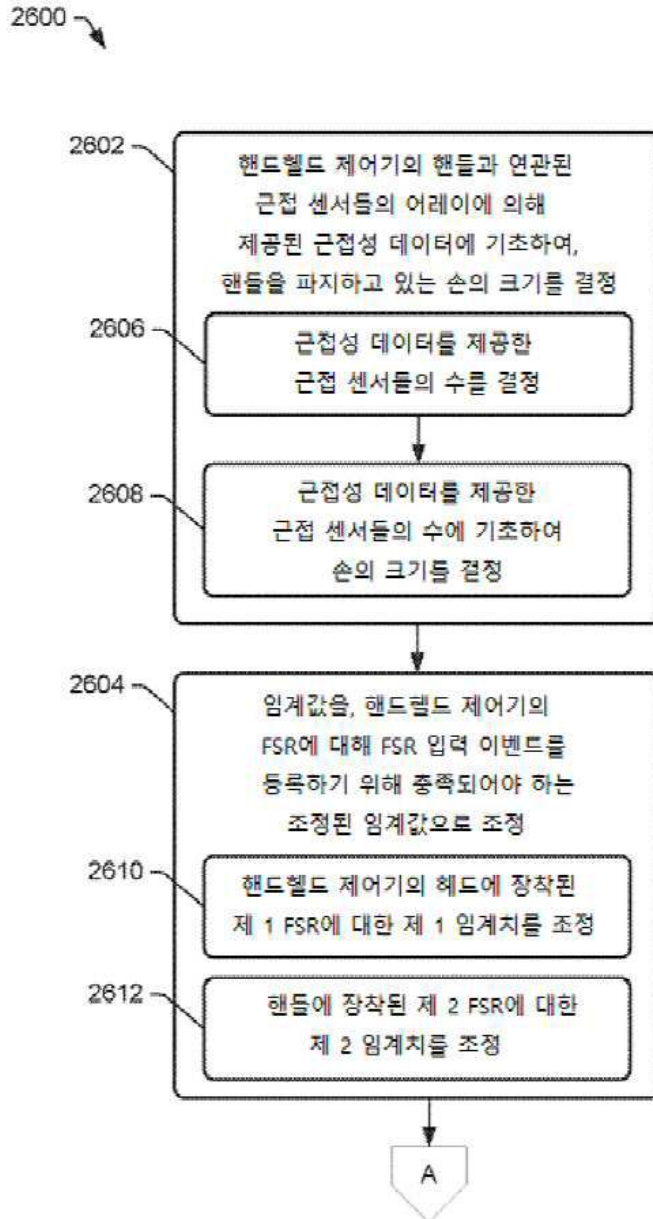 2600
2602
핸드헬드 제어기의 핸들과 연관된
근접 센서들의 어레이에 의해
제공된 근접성 데이터에 기초하여,
핸들을 파지하고 있는 손의 크기를 결정
2606
근접성 데이터를 제공한
근접 센서들의 수를 결정
2608
근접성 데이터를 제공한
근접 센서들의 수에 기초하여
손의 크기를 결정
2604
임계값을, 핸드헬드 제어기의
FSR에 대해 FSR 입력 이벤트를
등록하기 위해 충족되어야 하는
조정된 임계값으로 조정
2610
핸드헬드 제어기의 헤드에 장착된
제 1 FSR에 대한 제 1 임계치를 조정
2612
핸들에 장착된 제 2 FSR에 대한
제 2 임계치를 조정
A